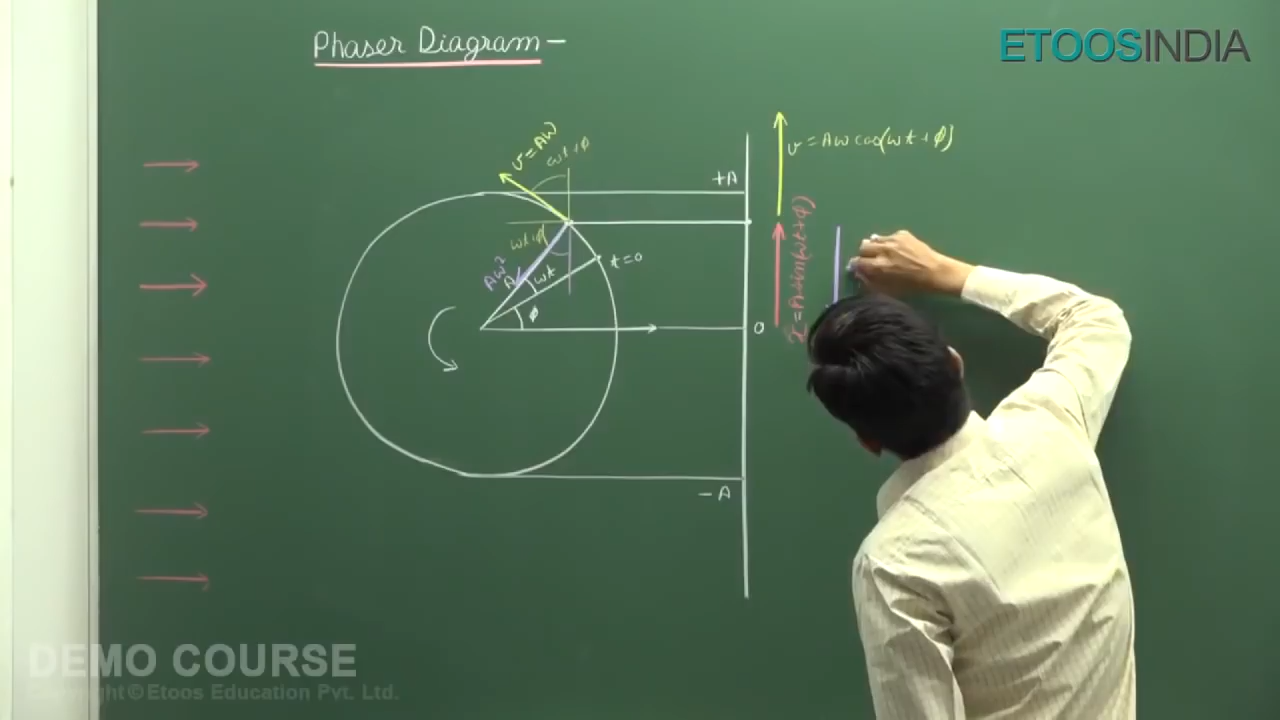 Phaser Diagram –
ETOOSINDIA
v = Aω
ωt+φ
v = Aω cos(ωt+φ)
+A
ωt+φ
Aω²
A
ωt
t=0
φ
0
x = A sin(ωt+φ)
–A
DEMO COURSE
Copyright © Etoos Education Pvt. Ltd.